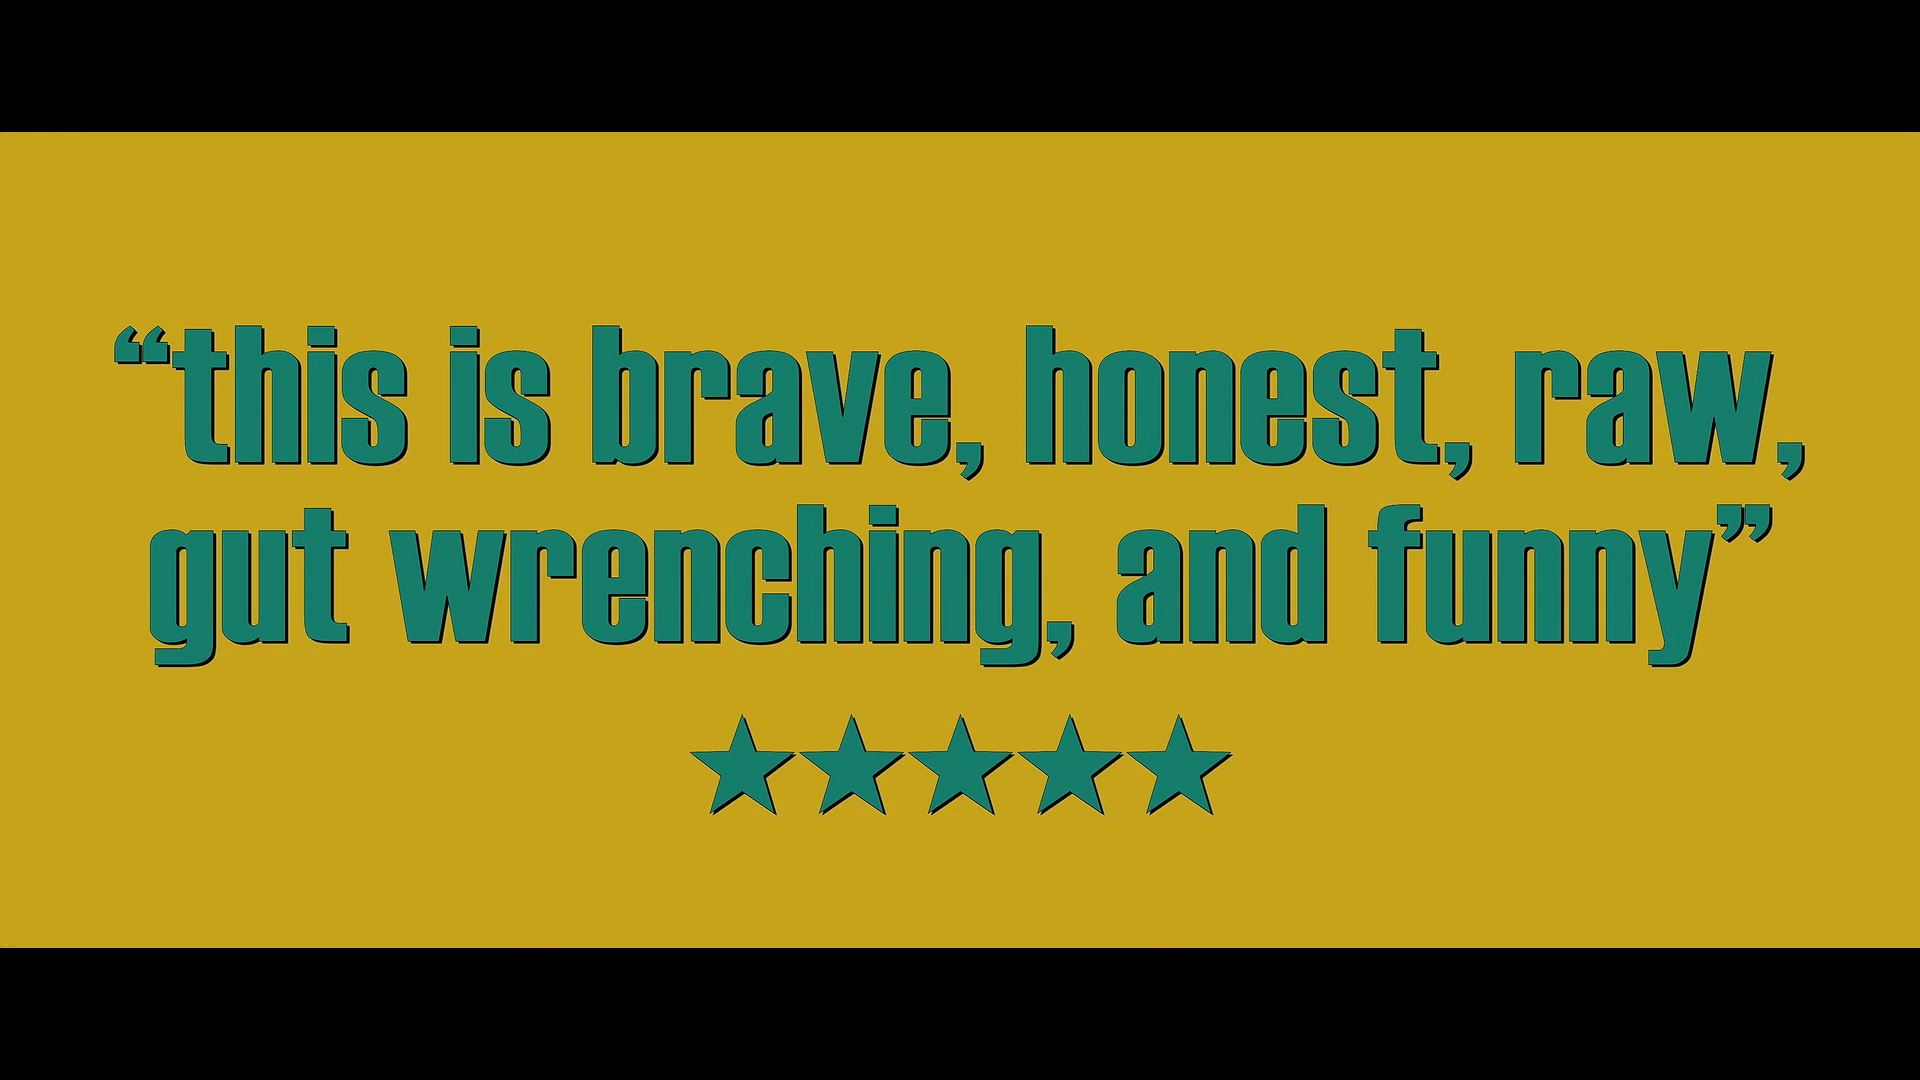 “this is brave, honest, raw,
gut wrenching, and funny”
★★★★★